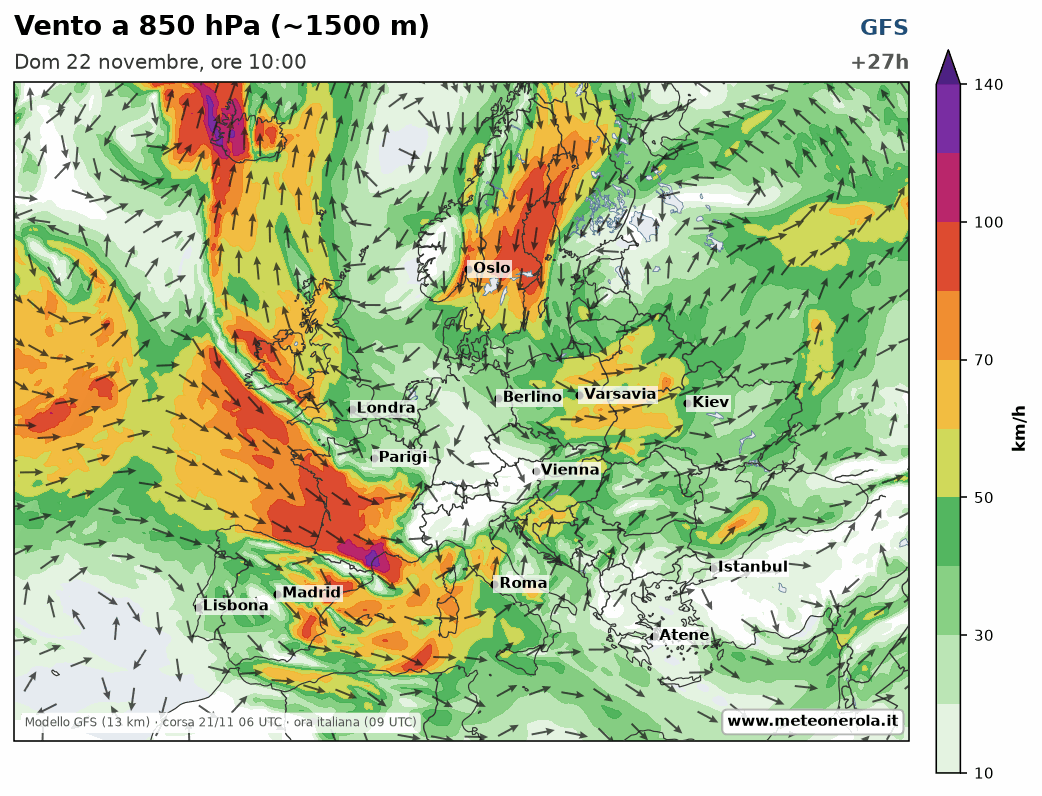 Vento a 850 hPa (~1500 m)
GFS
Dom 22 novembre, ore 10:00
+27h
140
100
70
50
30
10
km/h
Oslo
Berlino
Varsavia
Kiev
Londra
Parigi
Vienna
Istanbul
Roma
Madrid
Lisbona
Atene
Modello GFS (13 km) · corsa 21/11 06 UTC · ora italiana (09 UTC)
www.meteonerola.it